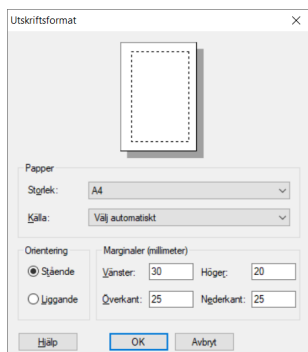 Utskriftsformat
Papper
Storlek: A4
Källa: Välj automatiskt
Orientering Marginaler (millimeter)
Stående Vänster: 30 Höger: 20
Liggande Överkant: 25 Nederkant: 25
Hjälp OK Avbryt